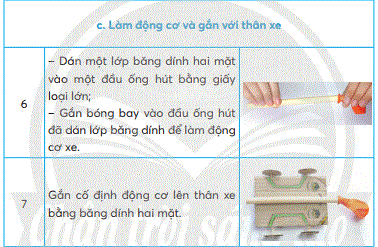 c. Làm động cơ và gắn với thân xe
6
– Dán một lớp băng dính hai mặt
vào một đầu ống hút bằng giấy
loại lớn;
– Gắn bóng bay vào đầu ống hút
đã dán lớp băng dính để làm động
cơ xe.
7
Gắn cố định động cơ lên thân xe
bằng băng dính hai mặt.